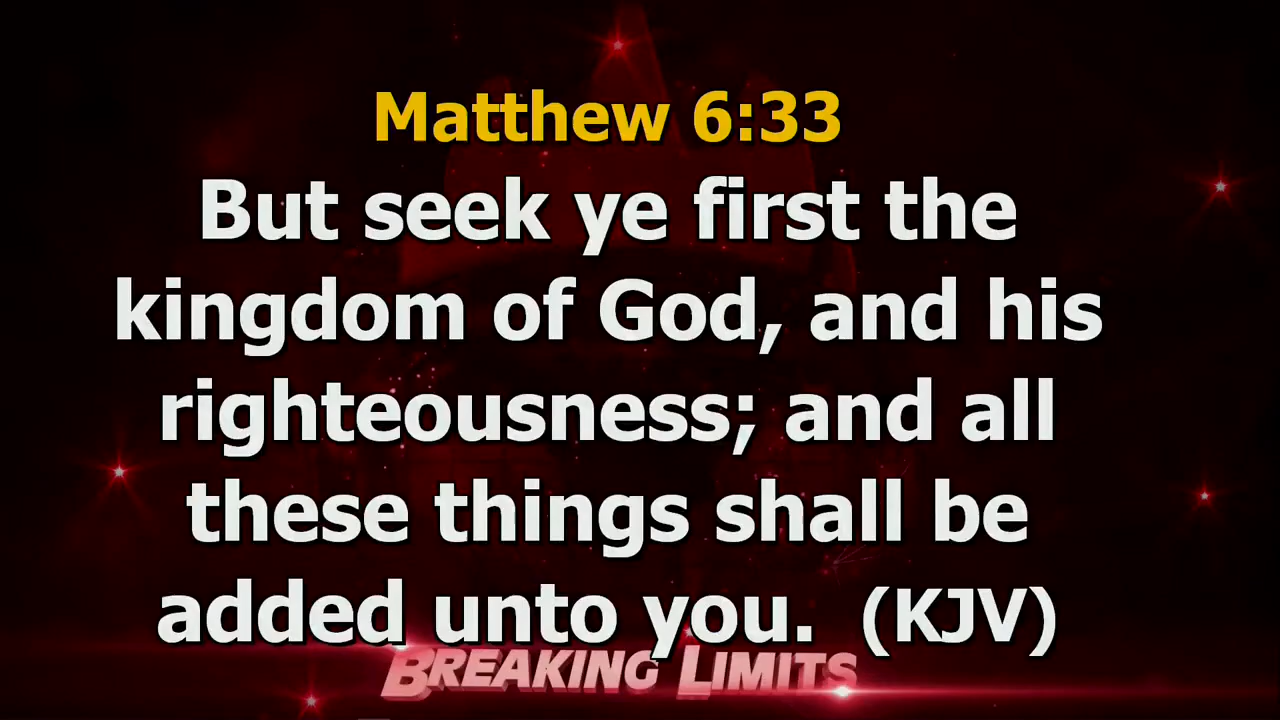 Matthew 6:33
But seek ye first the
kingdom of God, and his
righteousness; and all
these things shall be
added unto you.  (KJV)
BREAKING LIMITS